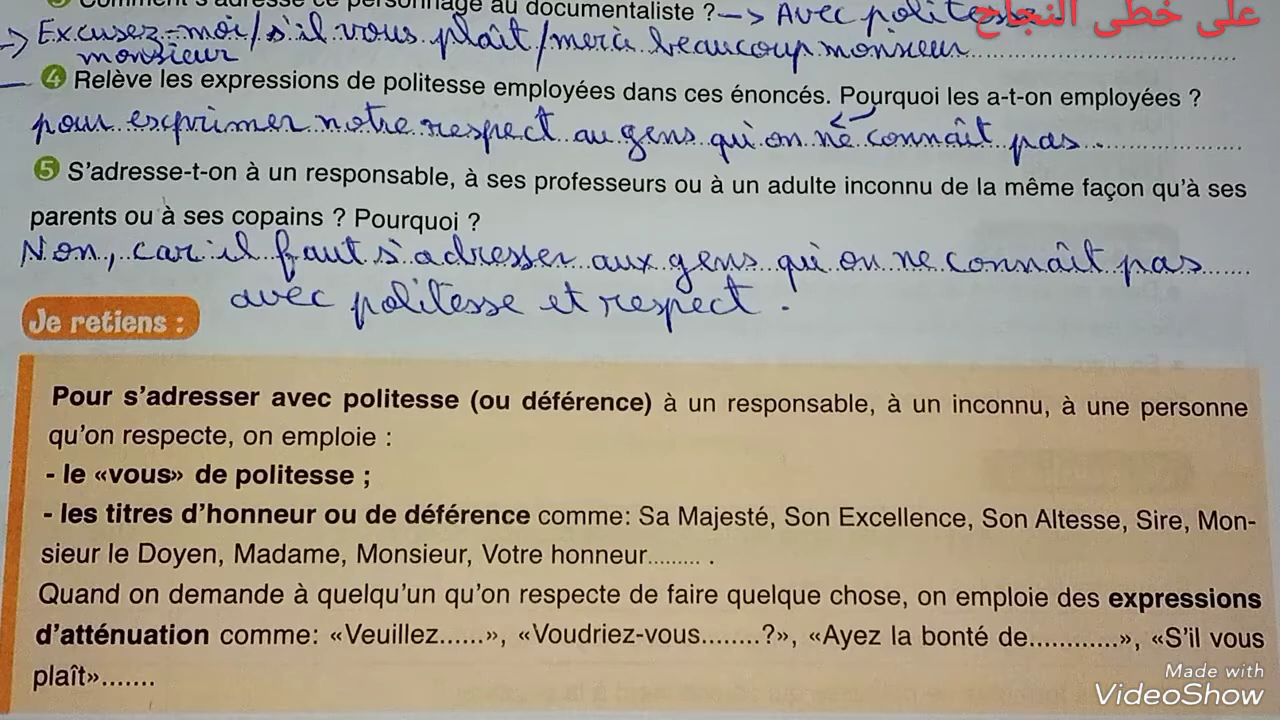 Comment s'adresse ce personnage au documentaliste ? —> Avec politesse
على خطى النجاح
-> Excusez-moi / s'il vous plaît / merci beaucoup monsieur
monsieur
— 4 Relève les expressions de politesse employées dans ces énoncés. Pourquoi les a-t-on employées ?
pour exprimer notre respect au gens qui on ne connaît pas .
5 S'adresse-t-on à un responsable, à ses professeurs ou à un adulte inconnu de la même façon qu'à ses
parents ou à ses copains ? Pourquoi ?
Non, car il faut s'adresser aux gens qui on ne connaît pas
avec politesse et respect .
Je retiens :
Pour s'adresser avec politesse (ou déférence) à un responsable, à un inconnu, à une personne
qu'on respecte, on emploie :
- le «vous» de politesse ;
- les titres d'honneur ou de déférence comme: Sa Majesté, Son Excellence, Son Altesse, Sire, Mon-
sieur le Doyen, Madame, Monsieur, Votre honneur......... .
Quand on demande à quelqu'un qu'on respecte de faire quelque chose, on emploie des expressions
d'atténuation comme: «Veuillez......», «Voudriez-vous........?», «Ayez la bonté de............», «S'il vous
plaît».......
Made with
VideoShow